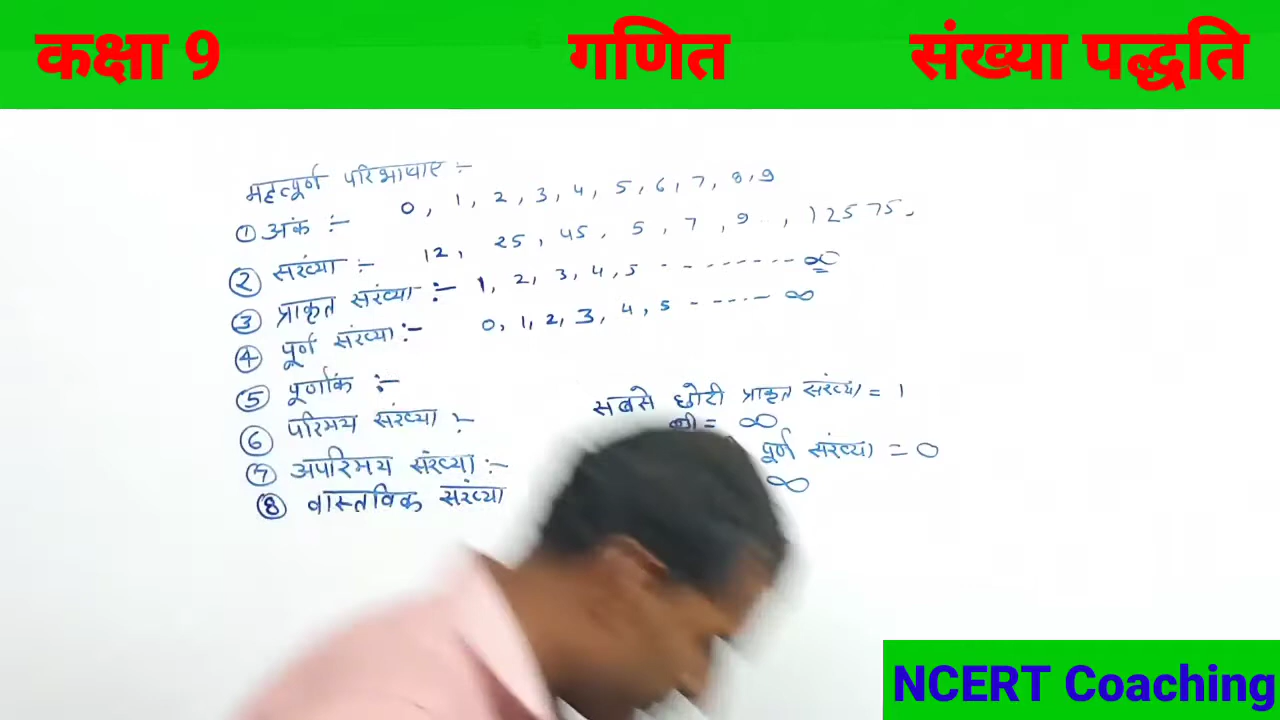 कक्षा 9 गणित संख्या पद्धति
महत्पूर्ण परिभाषाए :-
① अंक :- 0, 1, 2, 3, 4, 5, 6, 7, 8, 9
② संख्या :- 12, 25, 45, 5, 7, 9.., 12575,
③ प्राकृत संख्या :- 1, 2, 3, 4, 5 - - - - - - - - ∞
④ पूर्ण संख्या :- 0, 1, 2, 3, 4, 5 - - - - - ∞
⑤ पूर्णांक :-
⑥ परिमय संख्या :-
⑦ अपरिमय संख्या :-
⑧ वास्तविक संख्या
सबसे छोटी प्राकृत संख्या = 1
= ∞
पूर्ण संख्या = 0
∞
NCERT Coaching